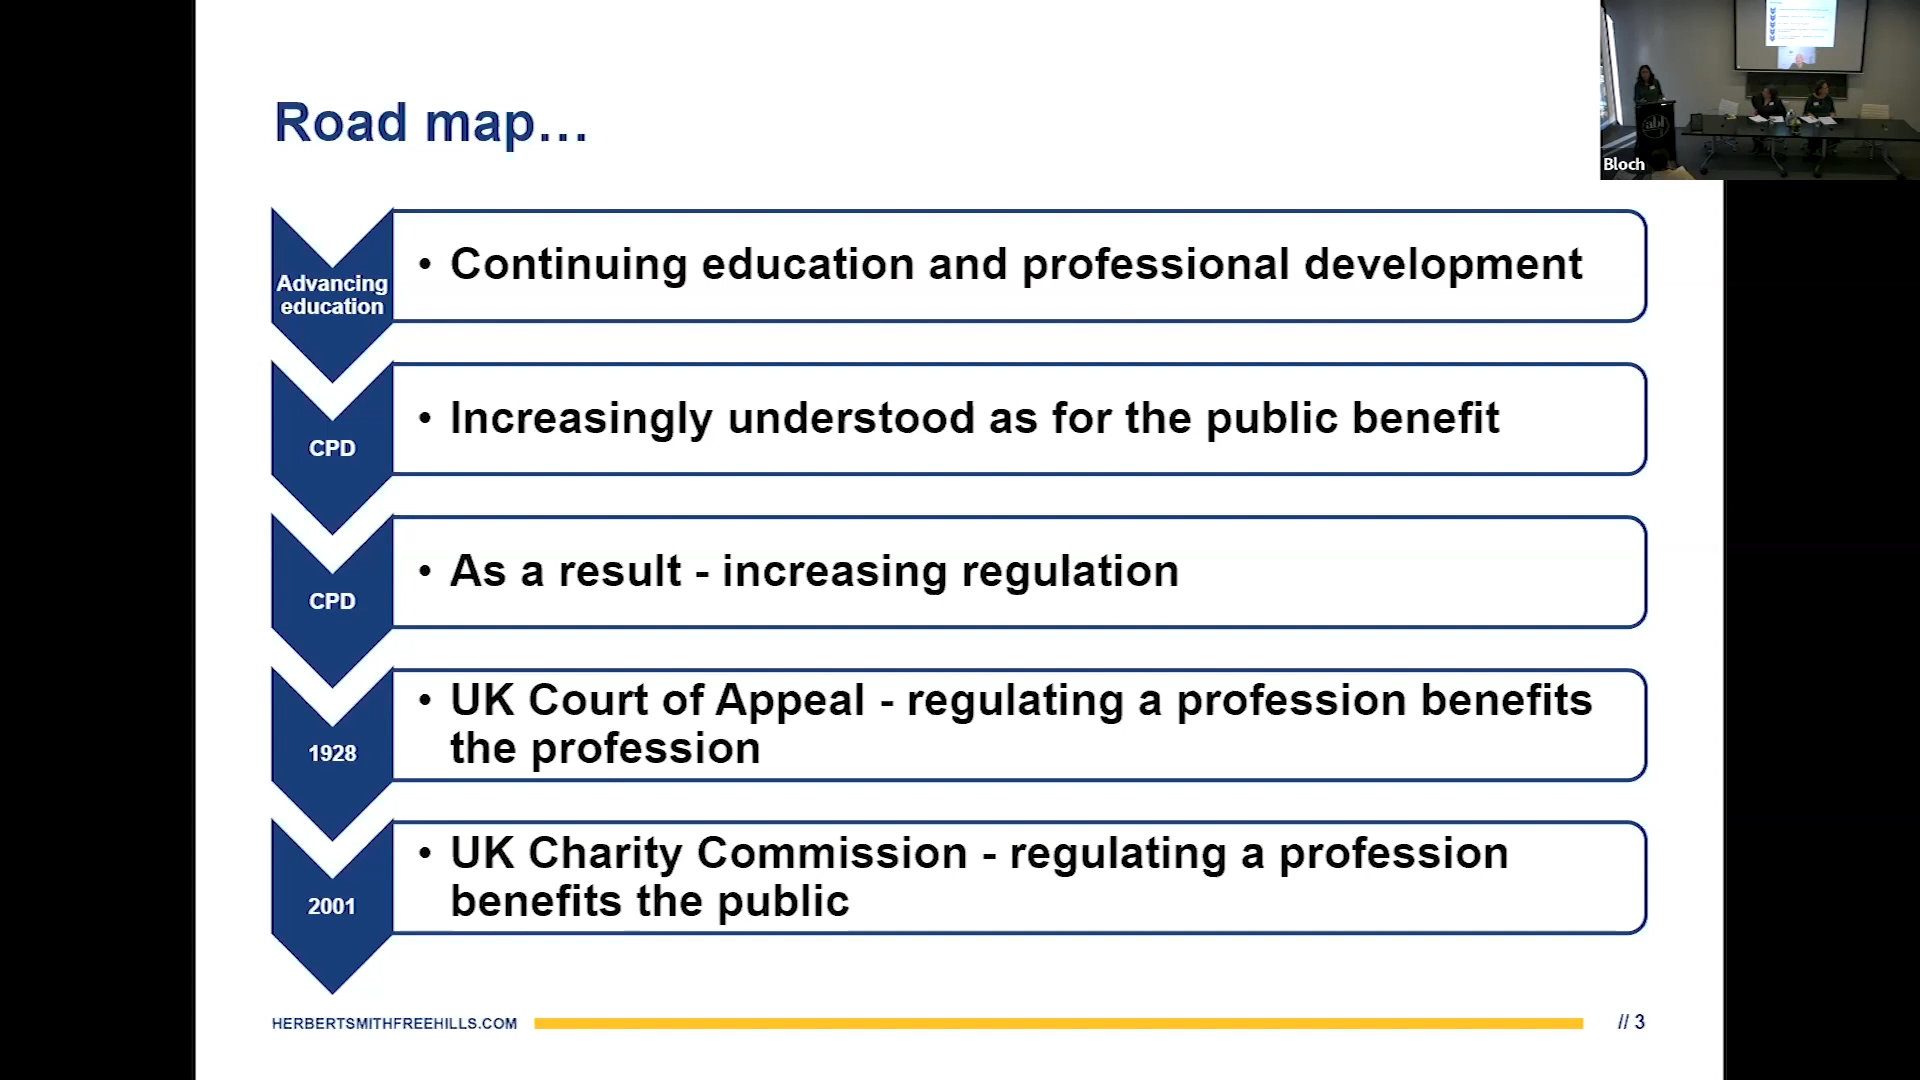 Road map...
Bloch
Advancing
education
• Continuing education and professional development
CPD
• Increasingly understood as for the public benefit
CPD
• As a result - increasing regulation
1928
• UK Court of Appeal - regulating a profession benefits
the profession
2001
• UK Charity Commission - regulating a profession
benefits the public
HERBERTSMITHFREEHILLS.COM
// 3